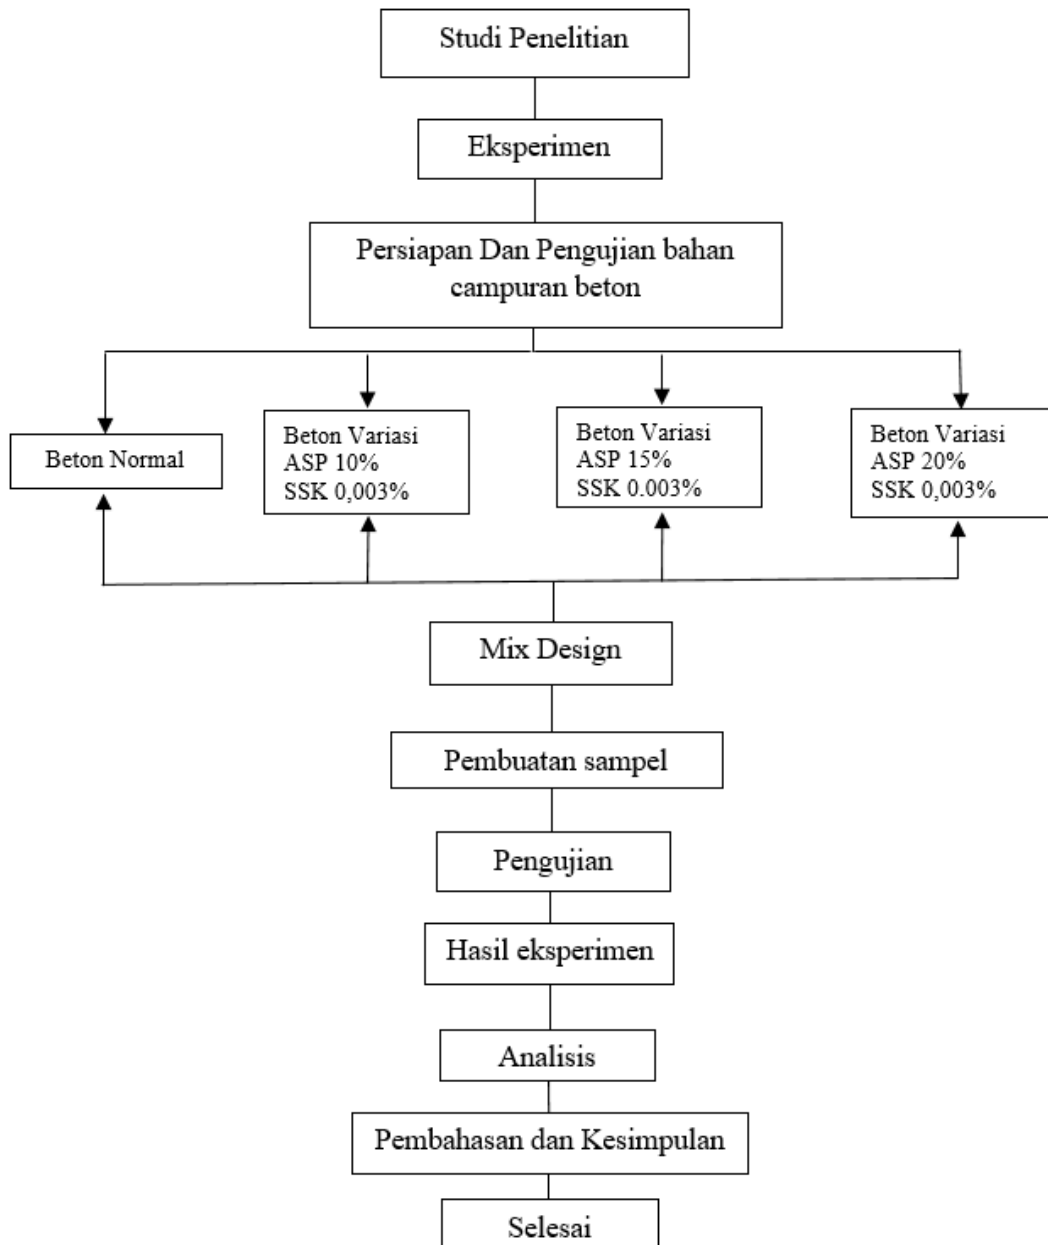 Studi Penelitian
Eksperimen
Persiapan Dan Pengujian bahan
campuran beton
Beton Normal
Beton Variasi
ASP 10%
SSK 0,003%
Beton Variasi
ASP 15%
SSK 0.003%
Beton Variasi
ASP 20%
SSK 0,003%
Mix Design
Pembuatan sampel
Pengujian
Hasil eksperimen
Analisis
Pembahasan dan Kesimpulan
Selesai